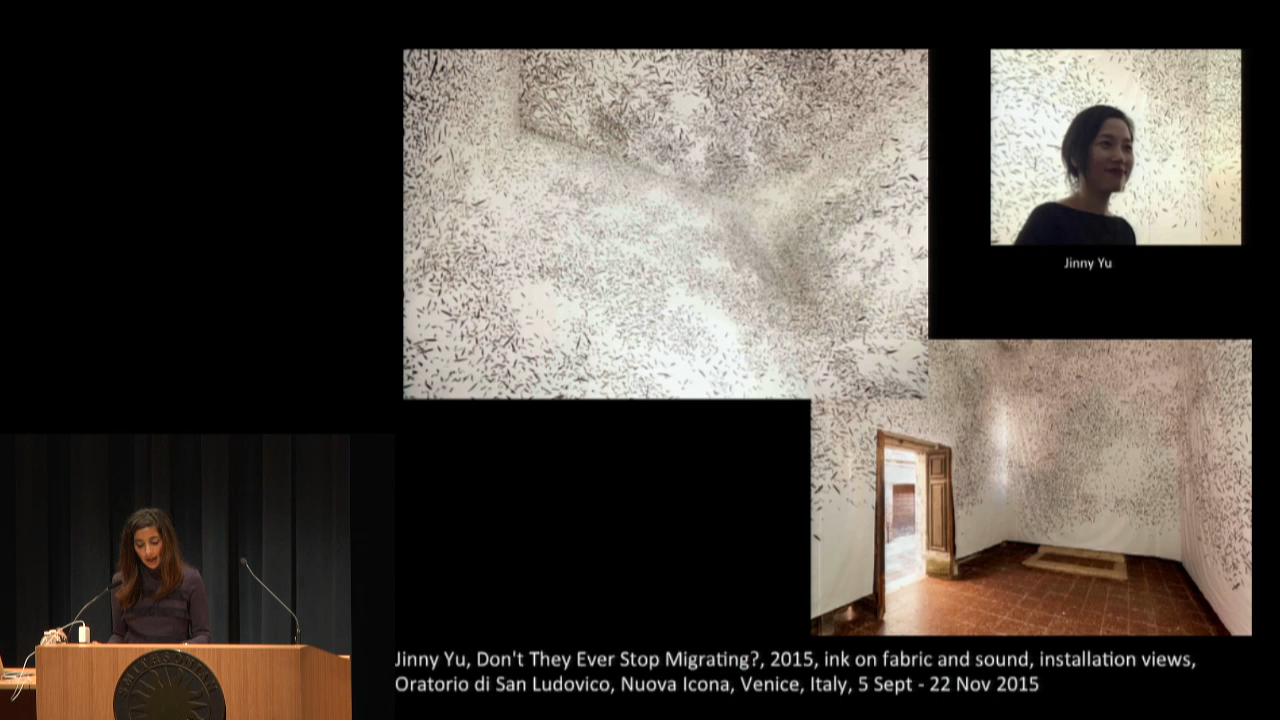 Jinny Yu
Jinny Yu, Don't They Ever Stop Migrating?, 2015, ink on fabric and sound, installation views,
Oratorio di San Ludovico, Nuova Icona, Venice, Italy, 5 Sept - 22 Nov 2015
SMITHSONIAN